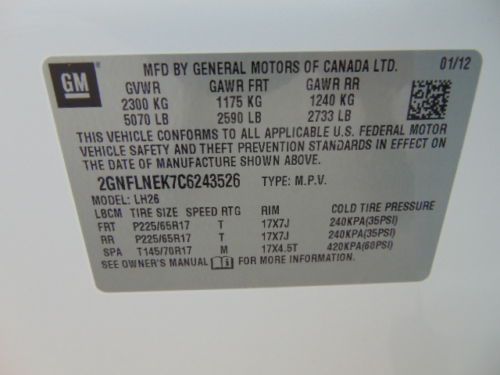 GM
MFD BY GENERAL MOTORS OF CANADA LTD. 01/12
GVWR GAWR FRT GAWR RR
2300 KG 1175 KG 1240 KG
5070 LB 2590 LB 2733 LB
THIS VEHICLE CONFORMS TO ALL APPLICABLE U.S. FEDERAL MOTOR
VEHICLE SAFETY AND THEFT PREVENTION STANDARDS IN EFFECT ON
THE DATE OF MANUFACTURE SHOWN ABOVE.
2GNFLNEK7C6243526 TYPE: M.P.V.
MODEL: LH26
L8CM TIRE SIZE SPEED RTG RIM COLD TIRE PRESSURE
FRT P225/65R17 T 17X7J 240KPA(35PSI)
RR P225/65R17 T 17X7J 240KPA(35PSI)
SPA T145/70R17 M 17X4.5T 420KPA(60PSI)
SEE OWNER'S MANUAL FOR MORE INFORMATION.